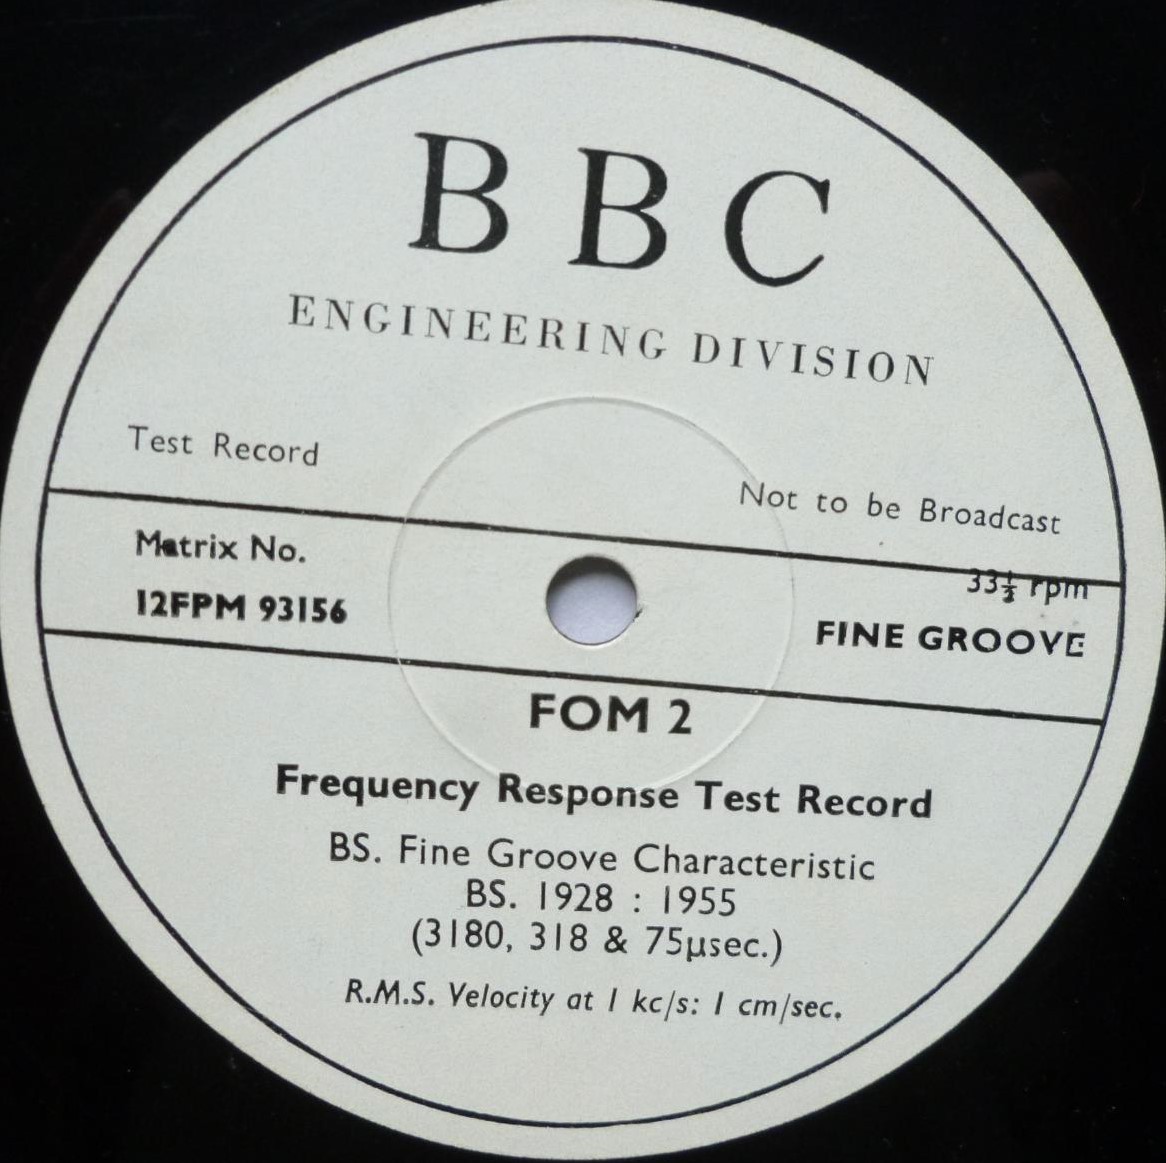 BBC
ENGINEERING DIVISION
Test Record
Not to be Broadcast
Matrix No.
33⅓ rpm
12FPM 93156
FINE GROOVE
FOM 2
Frequency Response Test Record
BS. Fine Groove Characteristic
BS. 1928 : 1955
(3180, 318 & 75µsec.)
R.M.S. Velocity at 1 kc/s: 1 cm/sec.